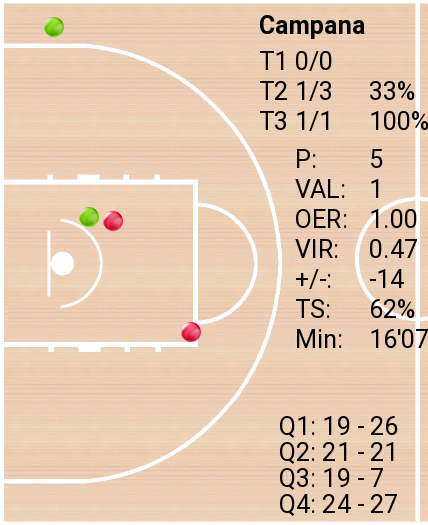 Campana
T1 0/0
T2 1/3 33%
T3 1/1 100%
P: 5
VAL: 1
OER: 1.00
VIR: 0.47
+/-: -14
TS: 62%
Min: 16'07
Q1: 19 - 26
Q2: 21 - 21
Q3: 19 - 7
Q4: 24 - 27